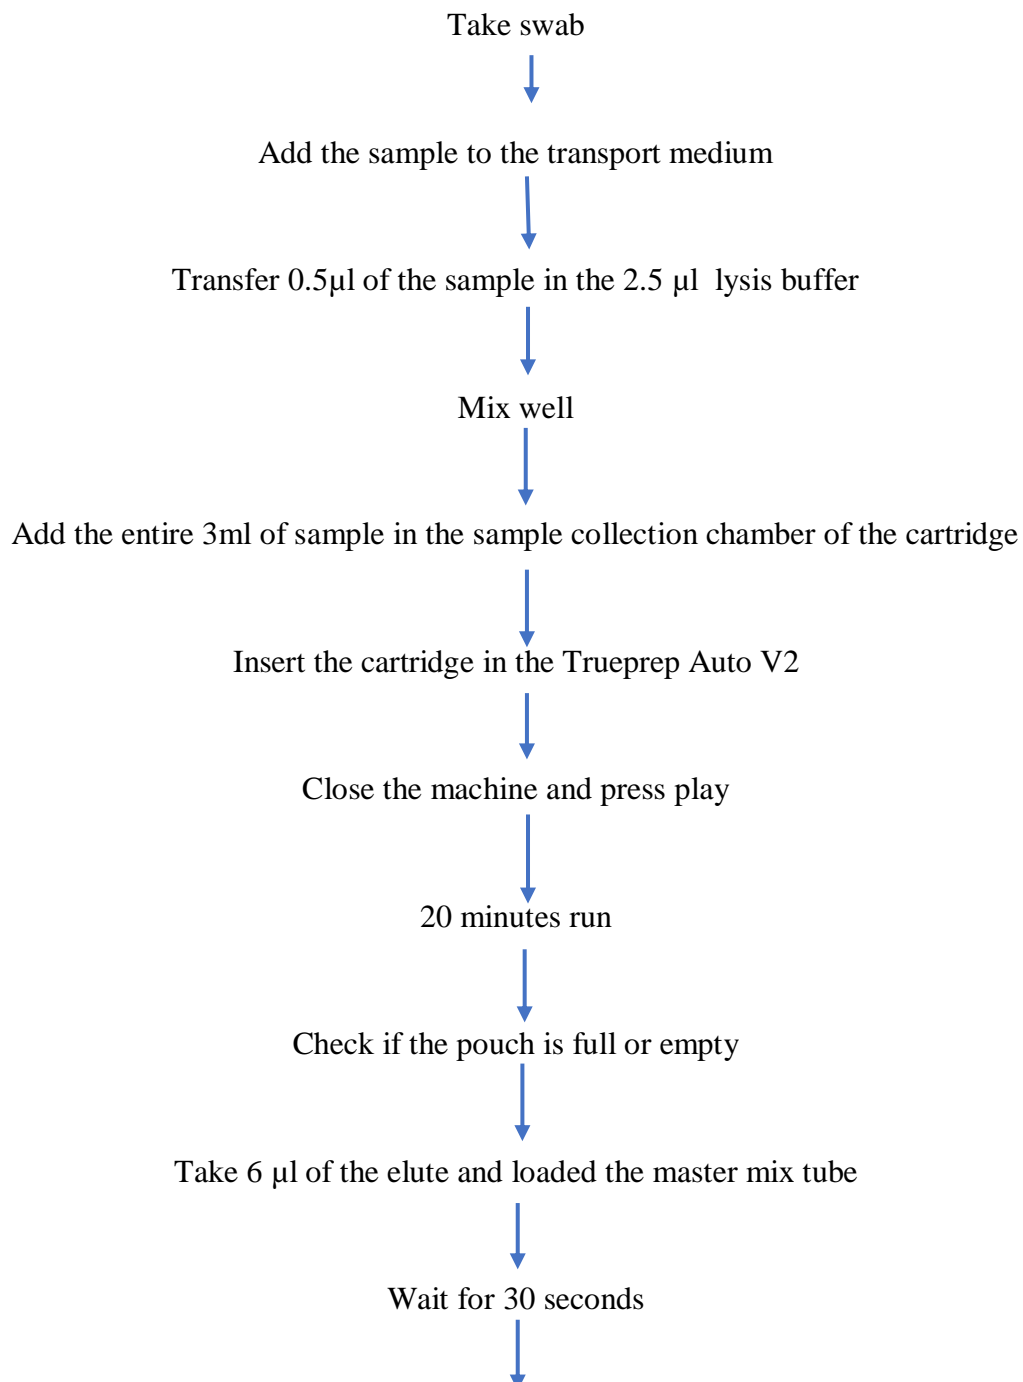 Take swab
Add the sample to the transport medium
Transfer 0.5µl of the sample in the 2.5 µl  lysis buffer
Mix well
Add the entire 3ml of sample in the sample collection chamber of the cartridge
Insert the cartridge in the Trueprep Auto V2
Close the machine and press play
20 minutes run
Check if the pouch is full or empty
Take 6 µl of the elute and loaded the master mix tube
Wait for 30 seconds